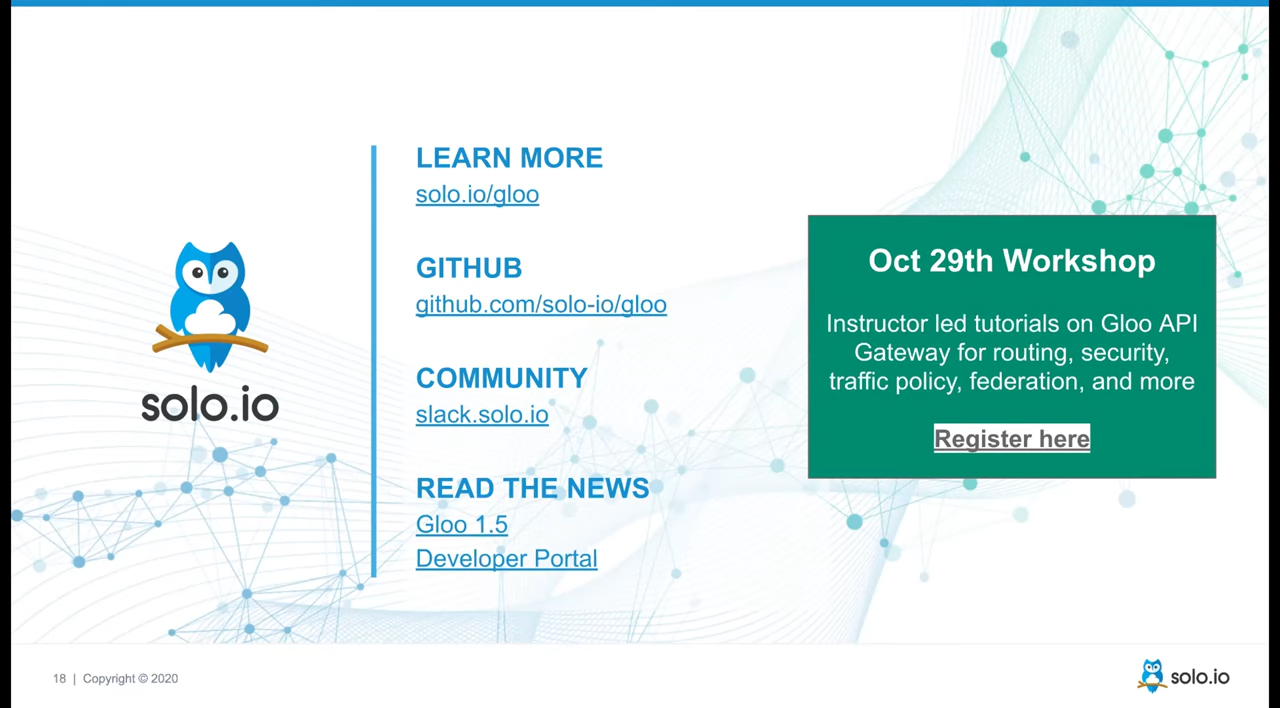 solo.io
LEARN MORE
solo.io/gloo
GITHUB
github.com/solo-io/gloo
COMMUNITY
slack.solo.io
READ THE NEWS
Gloo 1.5
Developer Portal
Oct 29th Workshop
Instructor led tutorials on Gloo API
Gateway for routing, security,
traffic policy, federation, and more
Register here
18 | Copyright © 2020
solo.io